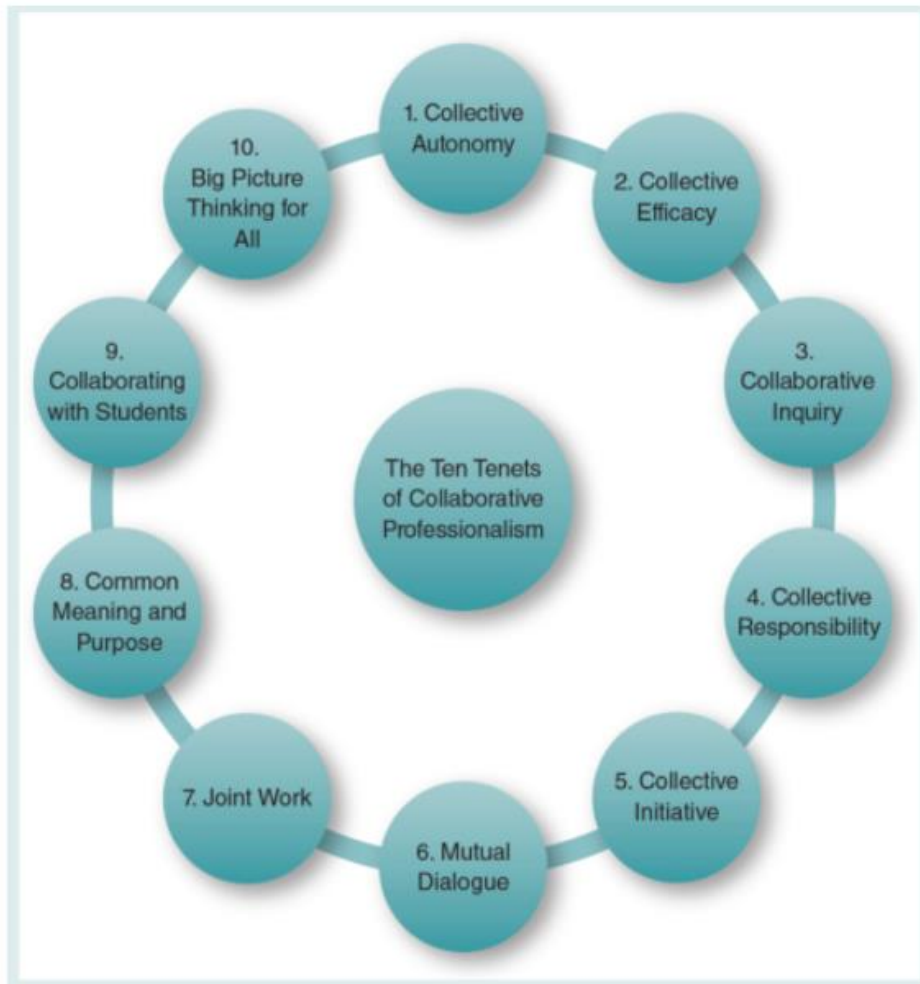 1. Collective
Autonomy
2. Collective
Efficacy
3.
Collaborative
Inquiry
4. Collective
Responsibility
5. Collective
Initiative
6. Mutual
Dialogue
7. Joint Work
8. Common
Meaning and
Purpose
9.
Collaborating
with Students
10.
Big Picture
Thinking for
All
The Ten Tenets
of Collaborative
Professionalism